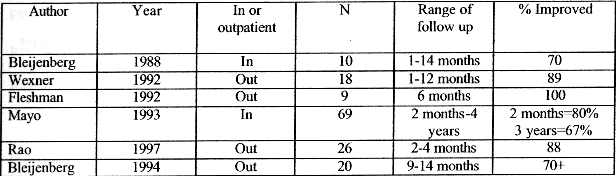 Author Year In or outpatient N Range of follow up % Improved
Bleijenberg 1988 In 10 1-14 months 70
Wexner 1992 Out 18 1-12 months 89
Fleshman 1992 Out 9 6 months 100
Mayo 1993 In 69 2 months-4 years 2 months=80% 3 years=67%
Rao 1997 Out 26 2-4 months 88
Bleijenberg 1994 Out 20 9-14 months 70+